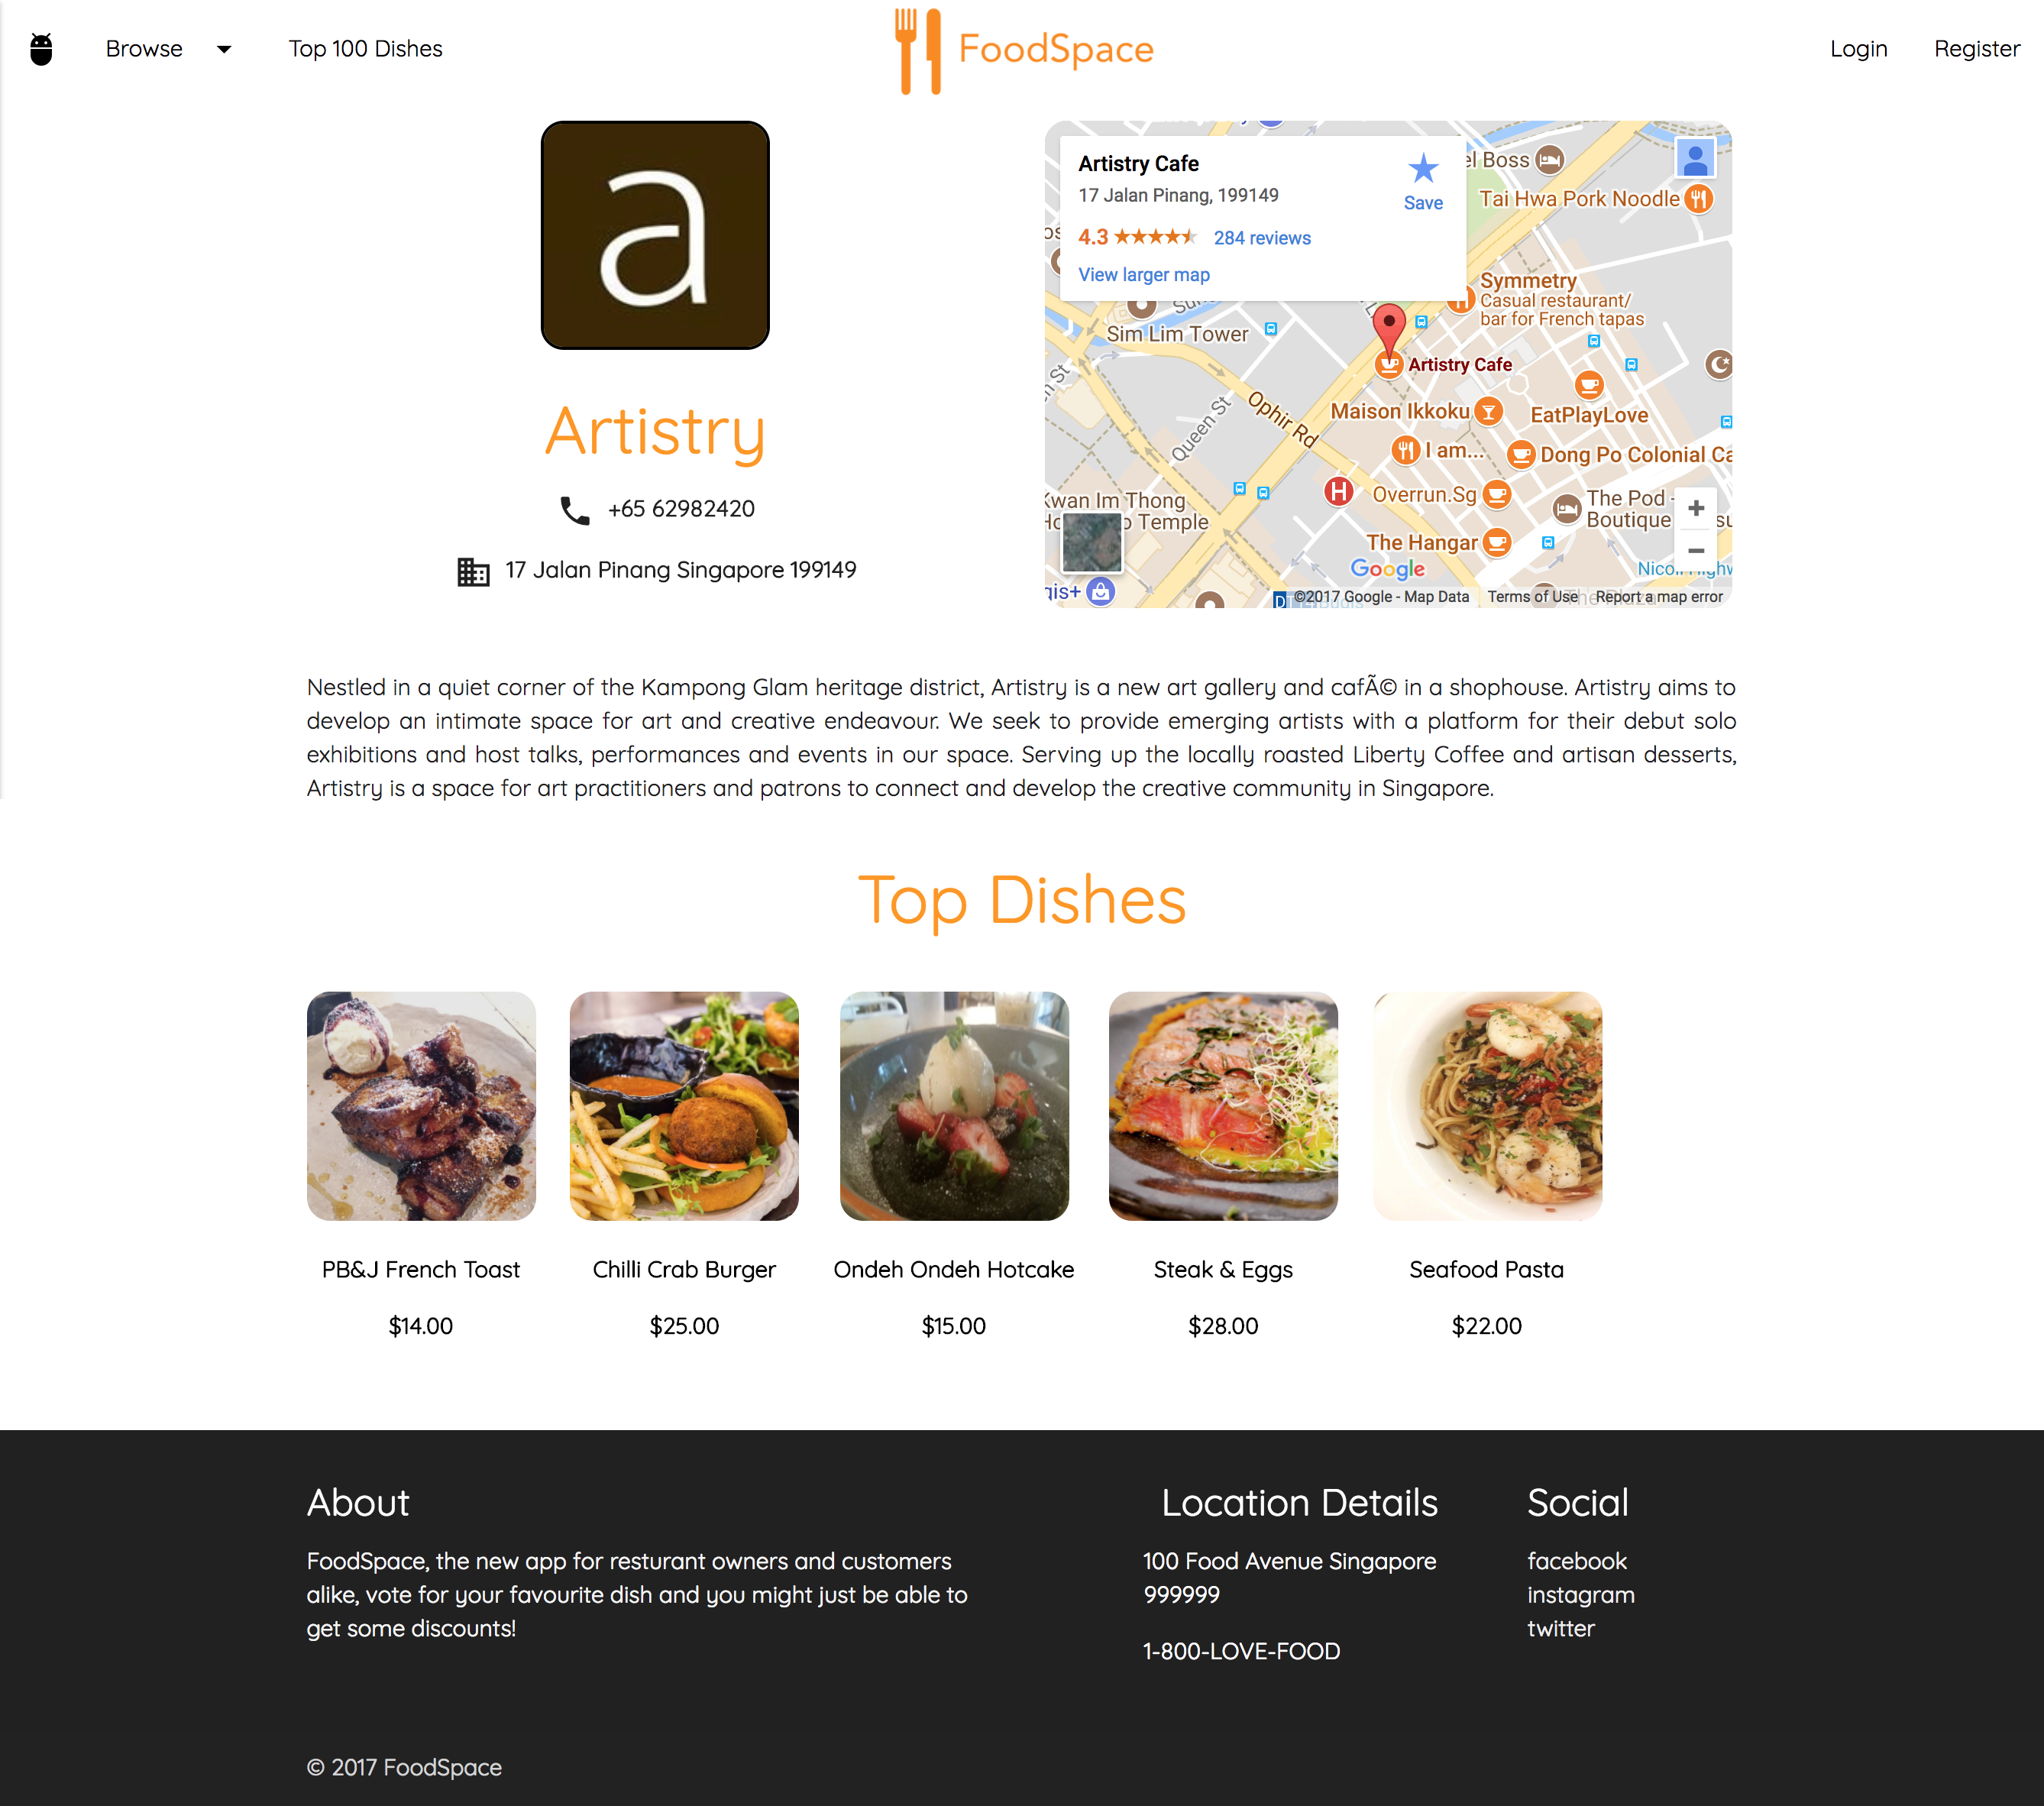 Browse
Top 100 Dishes
FoodSpace
Login
Register
a
Artistry
+65 62982420
17 Jalan Pinang Singapore 199149
Artistry Cafe
17 Jalan Pinang, 199149
4.3
284 reviews
View larger map
Save
el Boss
Tai Hwa Pork Noodle
Symmetry
Casual restaurant/
bar for French tapas
Sim Lim Tower
Artistry Cafe
Maison Ikkoku
EatPlayLove
Ophir Rd
Queen St
I am...
Dong Po Colonial Ca
H
Overrun.Sg
Kwan Im Thong
o Temple
The Pod -
Boutique
The Hangar
Google
©2017 Google - Map Data
Terms of Use
Report a map error
Nestled in a quiet corner of the Kampong Glam heritage district, Artistry is a new art gallery and cafÃ© in a shophouse. Artistry aims to
develop an intimate space for art and creative endeavour. We seek to provide emerging artists with a platform for their debut solo
exhibitions and host talks, performances and events in our space. Serving up the locally roasted Liberty Coffee and artisan desserts,
Artistry is a space for art practitioners and patrons to connect and develop the creative community in Singapore.
Top Dishes
PB&J French Toast
Chilli Crab Burger
Ondeh Ondeh Hotcake
Steak & Eggs
Seafood Pasta
$14.00
$25.00
$15.00
$28.00
$22.00
About
FoodSpace, the new app for resturant owners and customers
alike, vote for your favourite dish and you might just be able to
get some discounts!
Location Details
100 Food Avenue Singapore
999999
1-800-LOVE-FOOD
Social
facebook
instagram
twitter
© 2017 FoodSpace